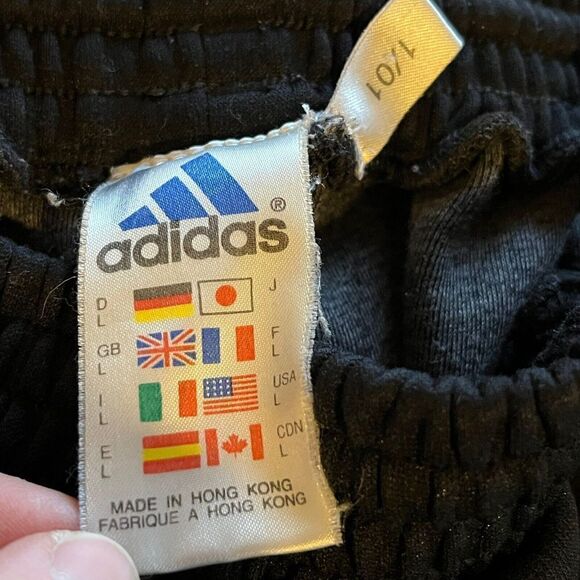 1/01
adidas ®
D J
L
GB F
L L
I USA
L L
E CDN
L L
MADE IN HONG KONG
FABRIQUE A HONG KONG